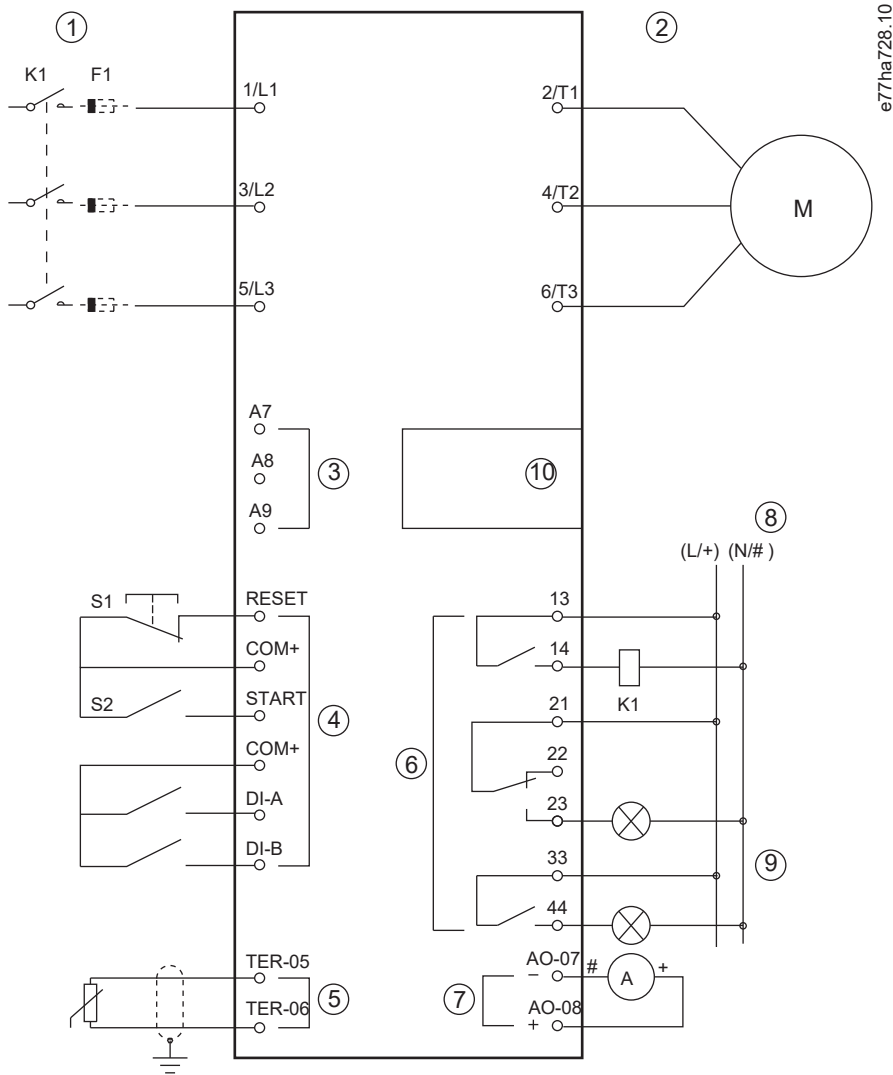 1
2
e77ha728.10
K1 F1
1/L1
2/T1
3/L2
4/T2
M
5/L3
6/T3
A7
A8
3
10
A9
8
(L/+) (N/# )
S1
RESET
13
COM+
14
S2
START
K1
4
21
COM+
6
22
DI-A
23
DI-B
33
9
44
TER-05
AO-07
− # A +
5
7
TER-06
AO-08
+